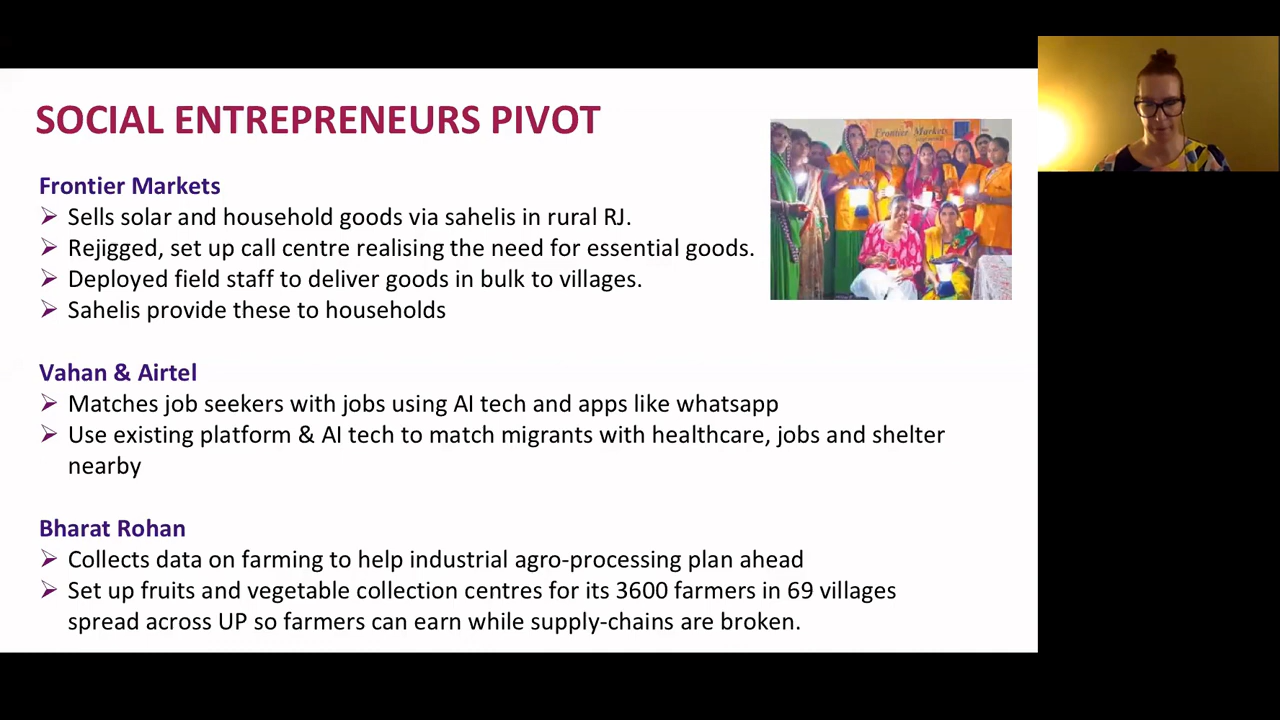 SOCIAL ENTREPRENEURS PIVOT
Frontier Markets
Frontier Markets
➢ Sells solar and household goods via sahelis in rural RJ.
➢ Rejigged, set up call centre realising the need for essential goods.
➢ Deployed field staff to deliver goods in bulk to villages.
➢ Sahelis provide these to households
Vahan & Airtel
➢ Matches job seekers with jobs using AI tech and apps like whatsapp
➢ Use existing platform & AI tech to match migrants with healthcare, jobs and shelter
nearby
Bharat Rohan
➢ Collects data on farming to help industrial agro-processing plan ahead
➢ Set up fruits and vegetable collection centres for its 3600 farmers in 69 villages
spread across UP so farmers can earn while supply-chains are broken.